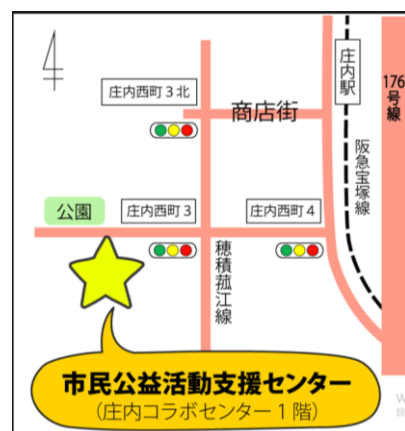 庄内駅
176号線
庄内西町3北
商店街
阪急宝塚線
公園
庄内西町3
庄内西町4
穂積菰江線
市民公益活動支援センター
(庄内コラボセンター1階)